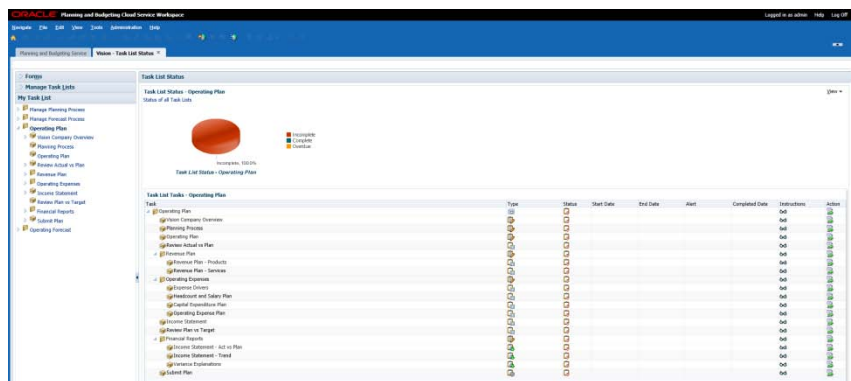 ORACLE Planning and Budgeting Cloud Service Workspace
Logged in as admin Help Log Off
Navigate File Edit View Tools Administration Help
Planning and Budgeting Service Vision - Task List Status
Forms
Manage Task Lists
My Task List
Manage Planning Process
Manage Forecast Process
Operating Plan
Vision Company Overview
Planning Process
Operating Plan
Review Actual vs Plan
Revenue Plan
Operating Expenses
Income Statement
Review Plan vs Target
Financial Reports
Submit Plan
Operating Forecast
Task List Status
Task List Status - Operating Plan
View
Status of all Task Lists
Incomplete
Complete
Overdue
Incomplete, 100.0%
Task List Status - Operating Plan
Task List Tasks - Operating Plan
Task Type Status Start Date End Date Alert Completed Date Instructions Action
Operating Plan
Vision Company Overview
Planning Process
Operating Plan
Review Actual vs Plan
Revenue Plan
Revenue Plan - Products
Revenue Plan - Services
Operating Expenses
Expense Drivers
Headcount and Salary Plan
Capital Expenditure Plan
Operating Expense Plan
Income Statement
Review Plan vs Target
Financial Reports
Income Statement - Act vs Plan
Income Statement - Trend
Variance Explanations
Submit Plan